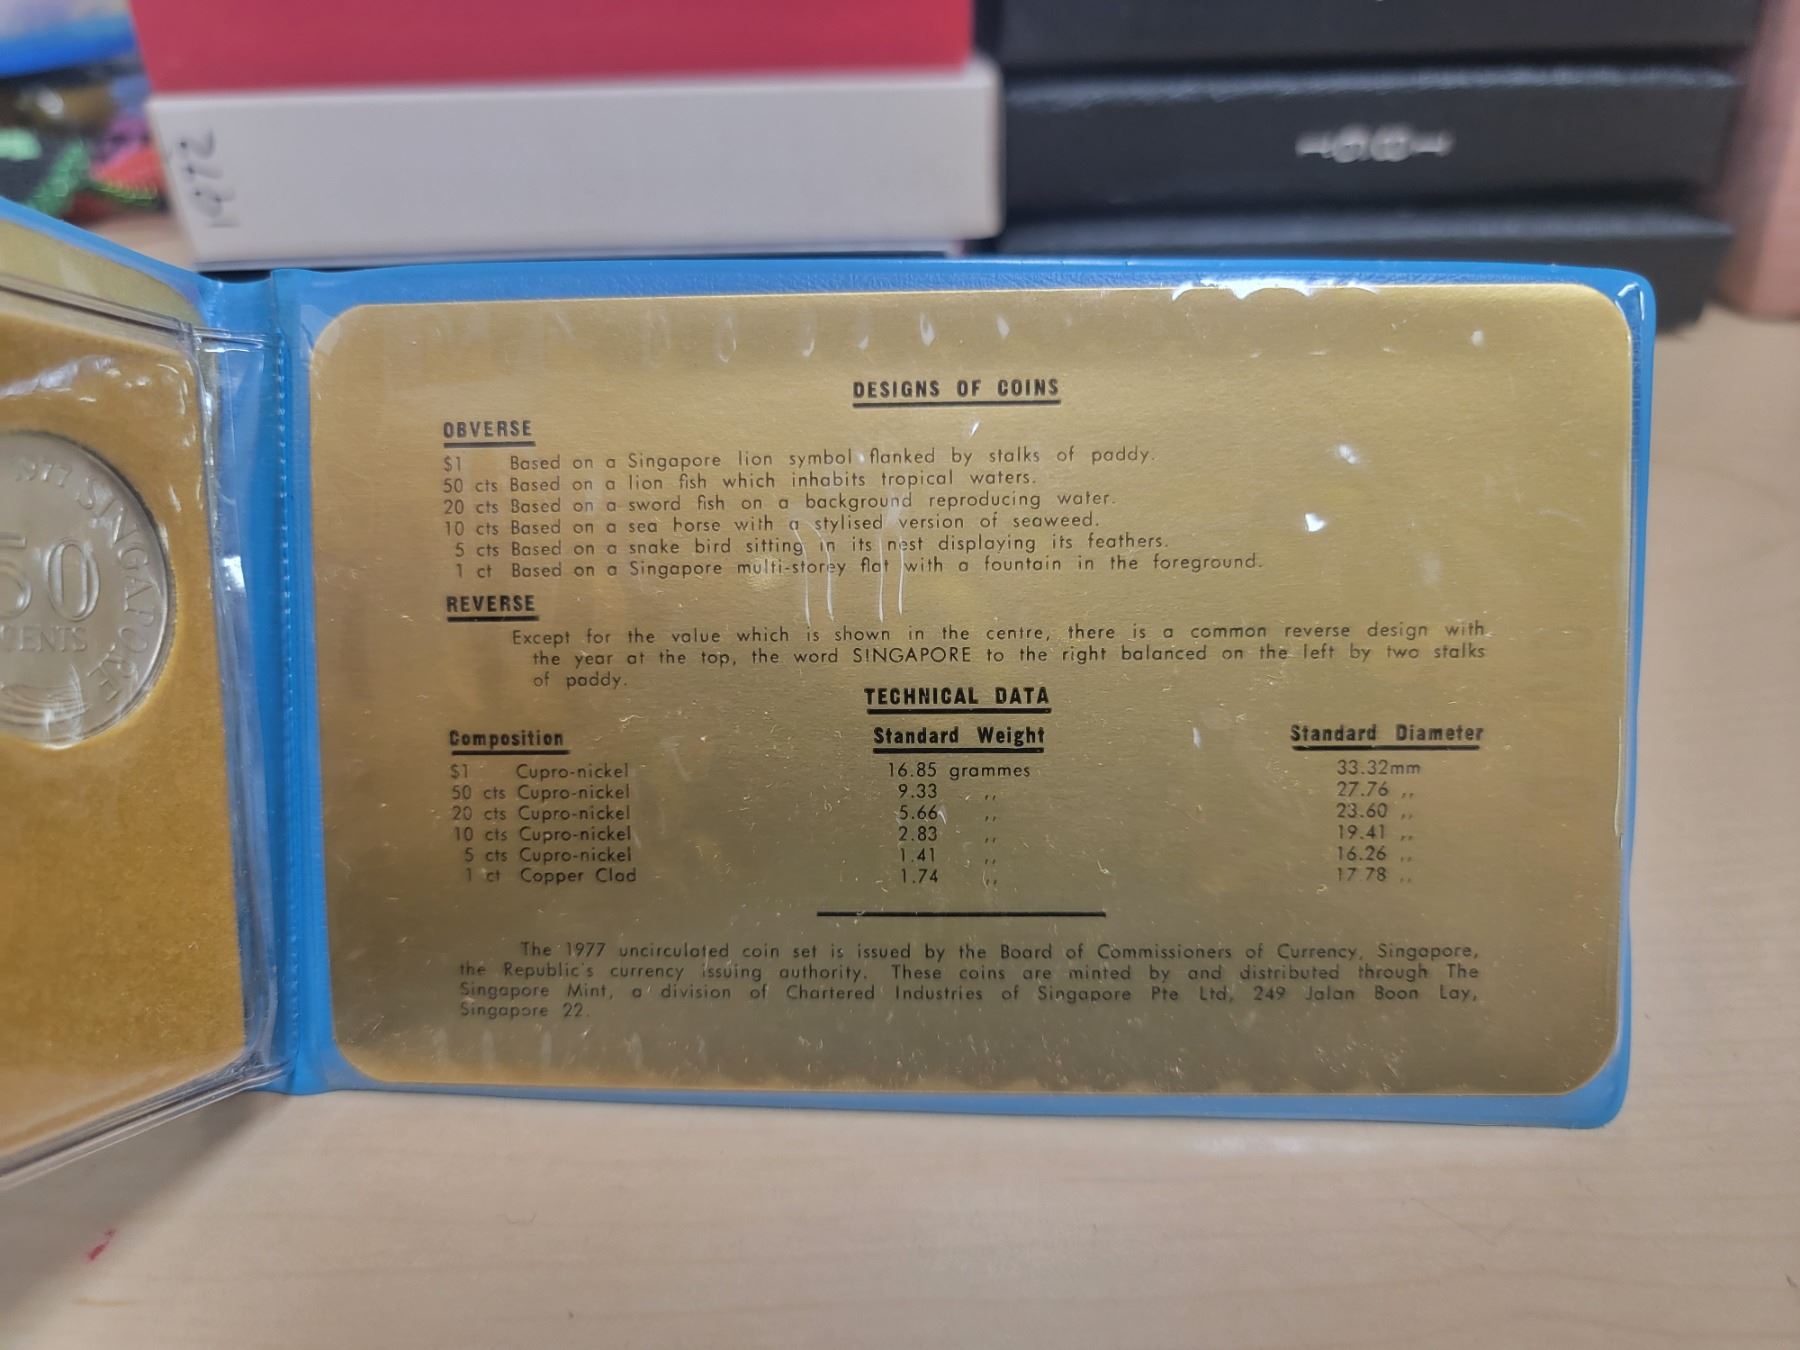 1977
1981
1977 SINGAPORE
50
CENTS
DESIGNS OF COINS
OBVERSE
$1 Based on a Singapore lion symbol flanked by stalks of paddy.
50 cts Based on a lion fish which inhabits tropical waters.
20 cts Based on a sword fish on a background reproducing water.
10 cts Based on a sea horse with a stylised version of seaweed.
5 cts Based on a snake bird sitting in its nest displaying its feathers.
1 ct Based on a Singapore multi-storey flat with a fountain in the foreground.
REVERSE
Except for the value which is shown in the centre, there is a common reverse design with
the year at the top, the word SINGAPORE to the right balanced on the left by two stalks
of paddy.
TECHNICAL DATA
Composition Standard Weight Standard Diameter
$1 Cupro-nickel 16.85 grammes 33.32mm
50 cts Cupro-nickel 9.33 ,, 27.76 ,,
20 cts Cupro-nickel 5.66 ,, 23.60 ,,
10 cts Cupro-nickel 2.83 ,, 19.41 ,,
5 cts Cupro-nickel 1.41 ,, 16.26 ,,
1 ct Copper Clad 1.74 ,, 17.78 ,,
The 1977 uncirculated coin set is issued by the Board of Commissioners of Currency, Singapore,
the Republic's currency issuing authority. These coins are minted by and distributed through The
Singapore Mint, a division of Chartered Industries of Singapore Pte Ltd, 249 Jalan Boon Lay,
Singapore 22.